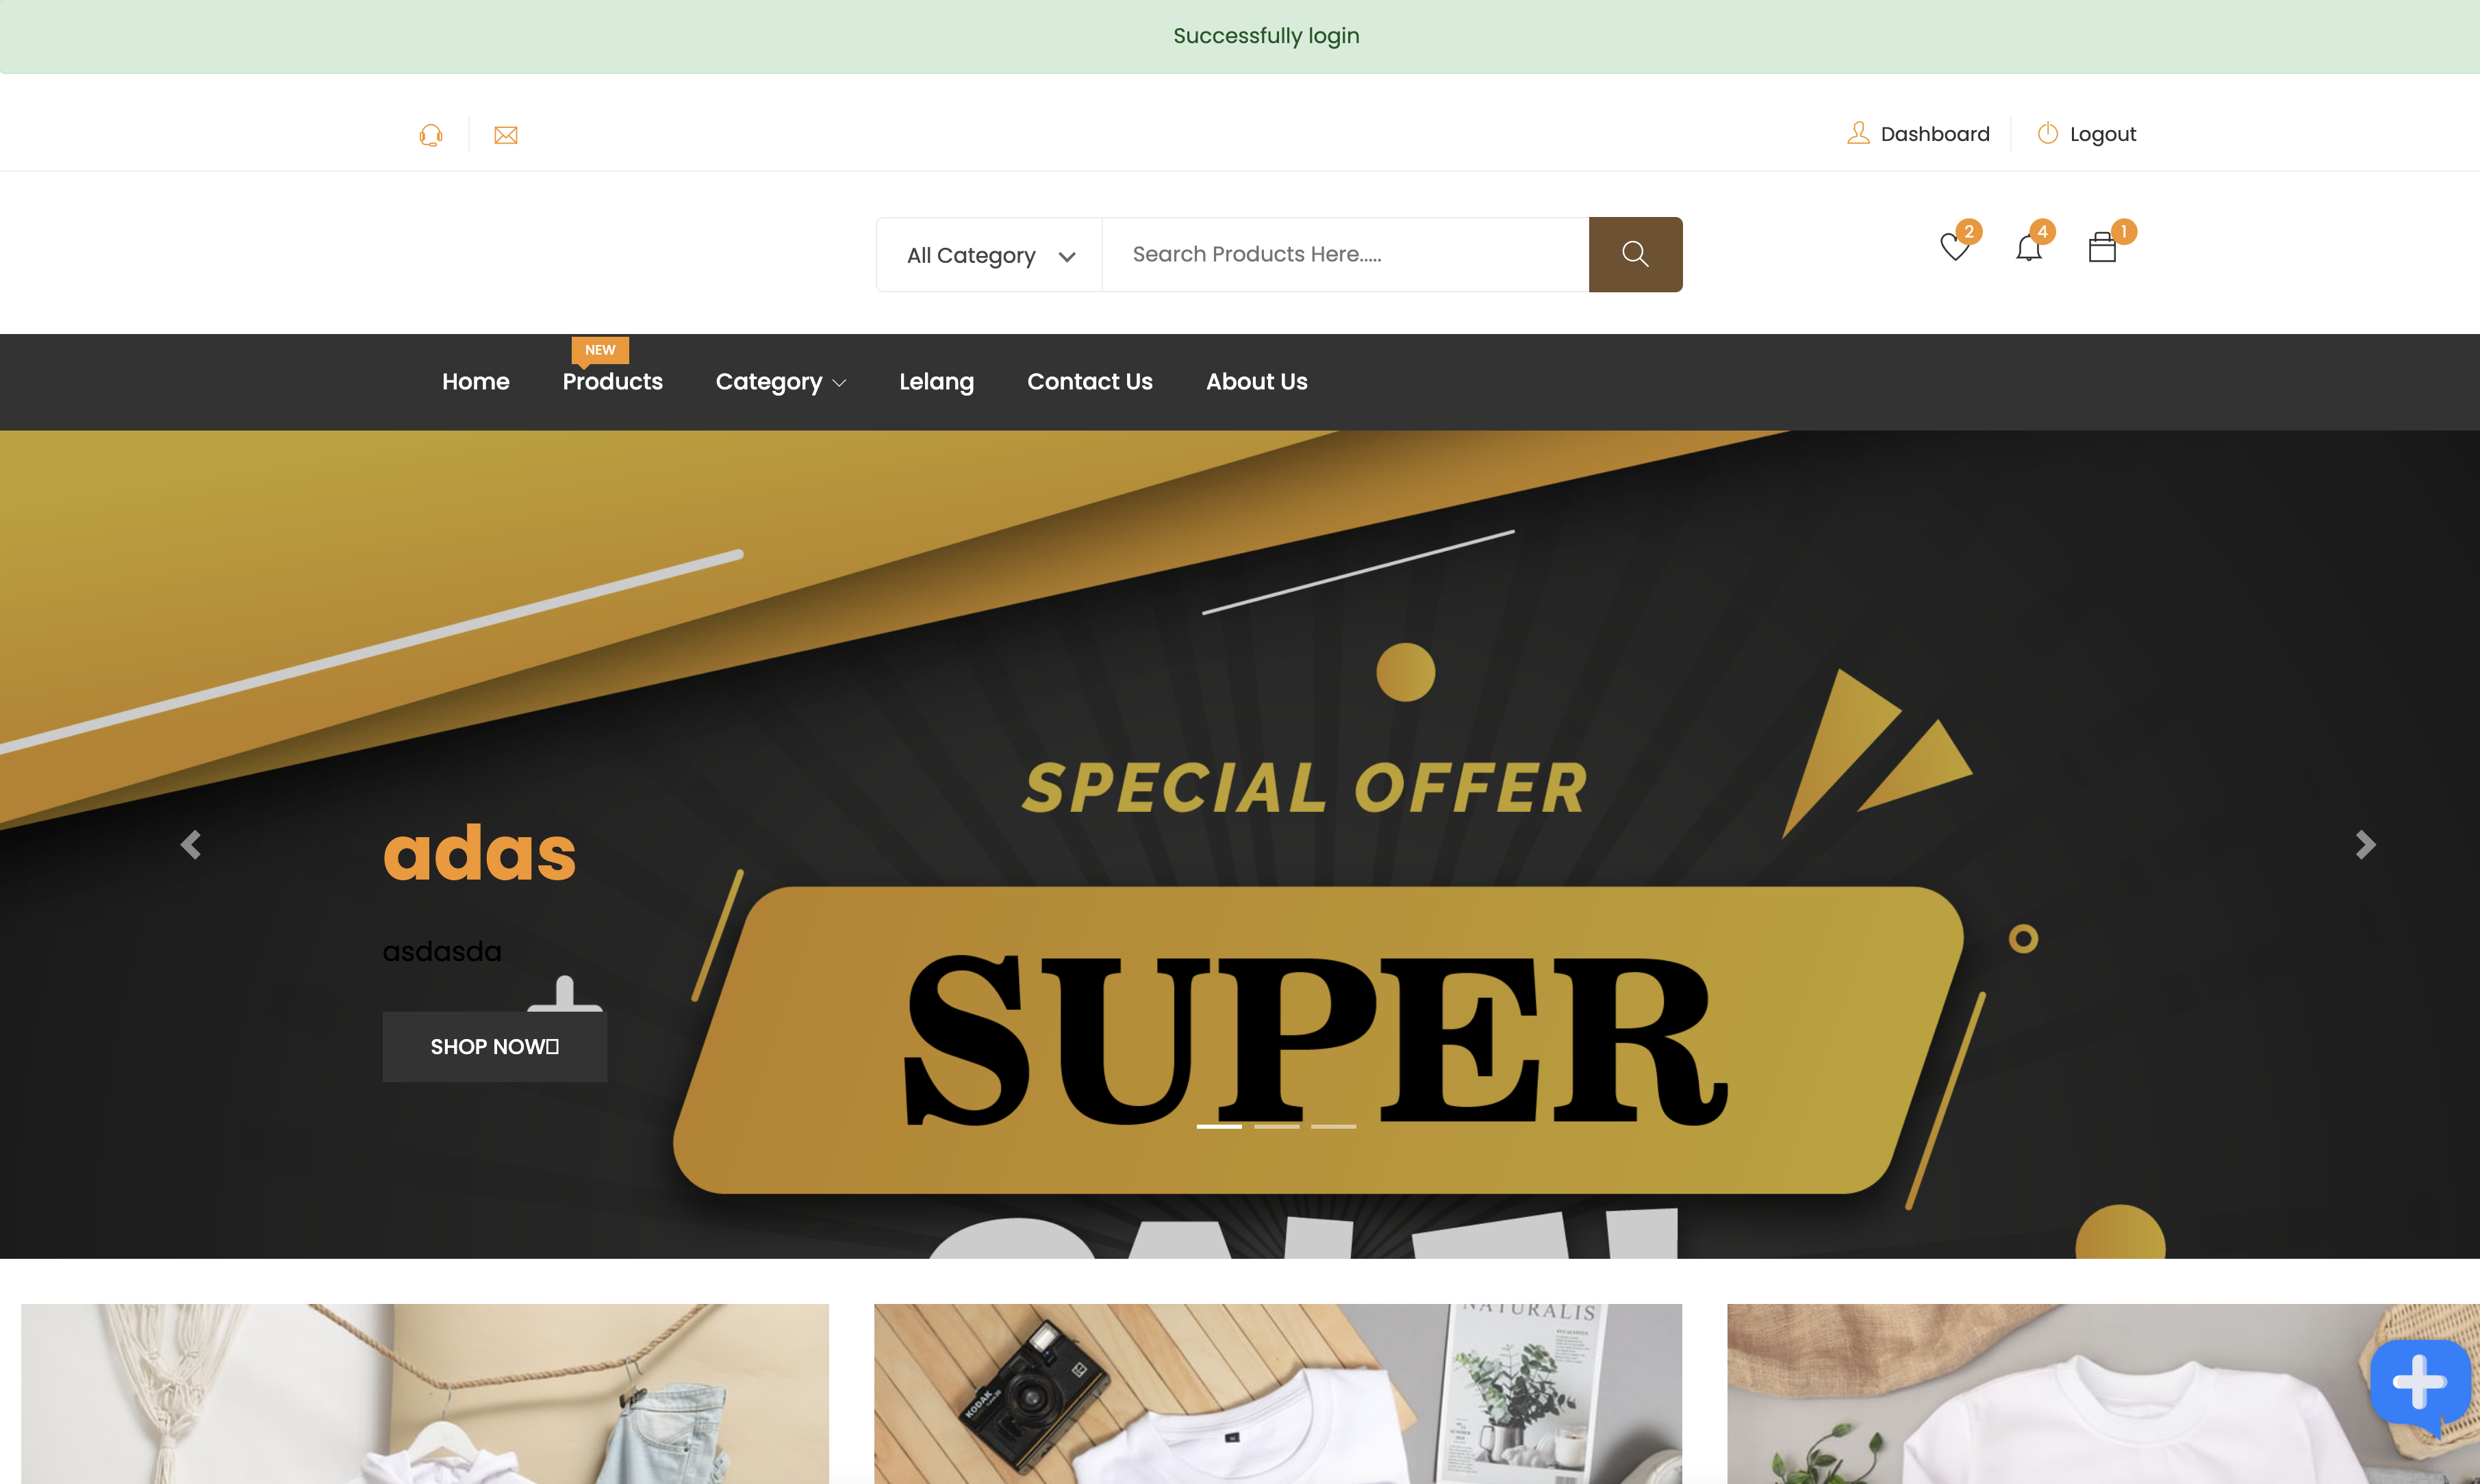 Successfully login
Dashboard
Logout
All Category
Search Products Here.....
2
4
1
NEW
Home
Products
Category
Lelang
Contact Us
About Us
SPECIAL OFFER
adas
asdasda
SHOP NOW
SUPER
NATURALIS
KODAK